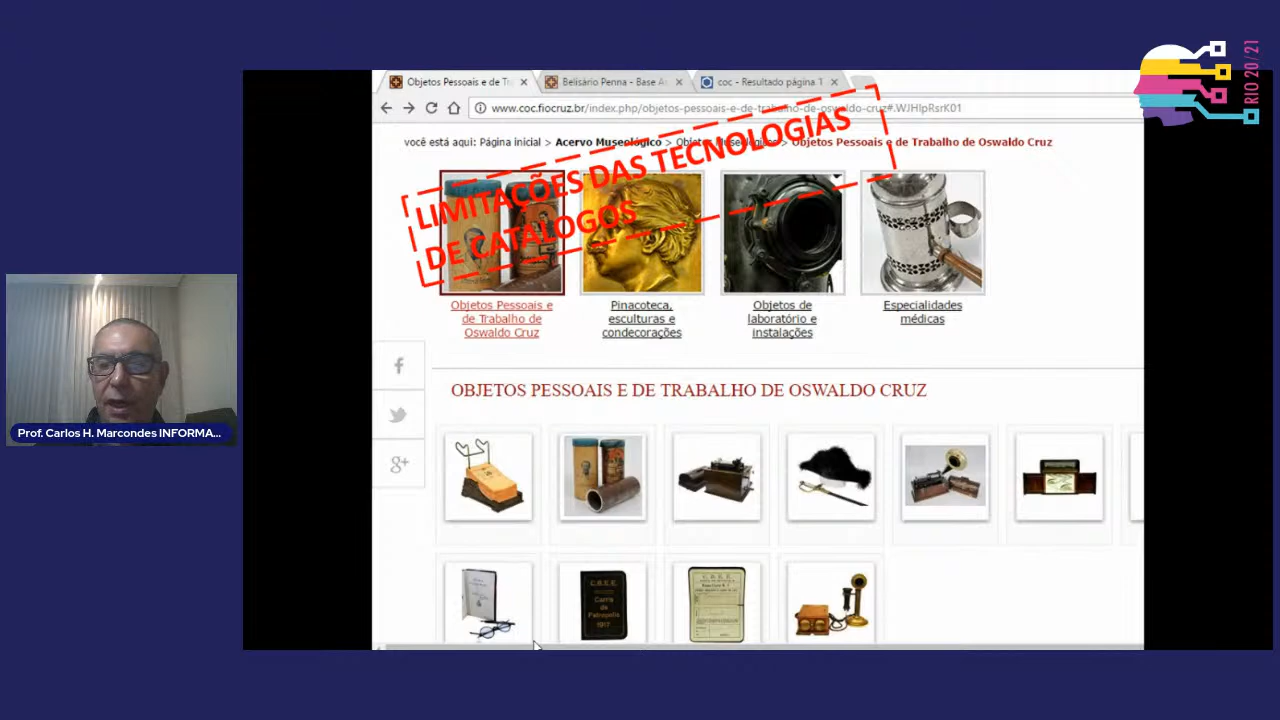 RIO 20/21
Objetos Pessoais e de Tr
Belisário Penna - Base A
coc - Resultado página 1
www.coc.fiocruz.br/index.php/objetos-pessoais-e-de-trabalho-de-oswaldo-cruz#.WJHlpRsrK01
você está aqui: Página inicial > Acervo Museológico > Objetos Museológicos > Objetos Pessoais e de Trabalho de Oswaldo Cruz
LIMITAÇÕES DAS TECNOLOGIAS
DE CATÁLOGOS
Objetos Pessoais e
de Trabalho de
Oswaldo Cruz
Pinacoteca,
esculturas e
condecorações
Objetos de
laboratório e
instalações
Especialidades
médicas
OBJETOS PESSOAIS E DE TRABALHO DE OSWALDO CRUZ
g+
C.B.E.E.
Carris
de
Petropolis
1917
C.B.E.E.
Prof. Carlos H. Marcondes INFORMA...